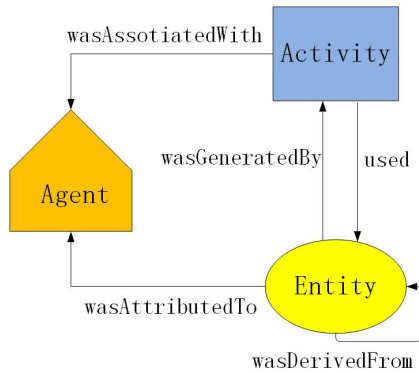 wasAssotiatedWith
Activity
wasGeneratedBy
used
Agent
Entity
wasAttributedTo
wasDerivedFrom